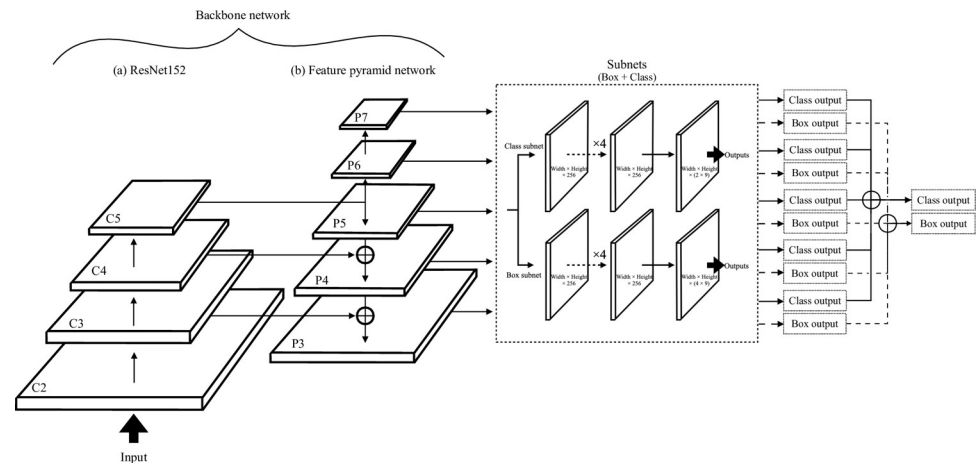 Backbone network
(a) ResNet152
(b) Feature pyramid network
C5
C4
C3
C2
Input
P7
P6
P5
P4
P3
Subnets
(Box + Class)
Class subnet
×4
Width × Height
× 256
Width × Height
× 256
Width × Height
× (2 × 9)
Outputs
Box subnet
×4
Width × Height
× 256
Width × Height
× 256
Width × Height
× (4 × 9)
Outputs
Class output
Box output
Class output
Box output
Class output
Box output
Class output
Box output
Class output
Box output
Class output
Box output